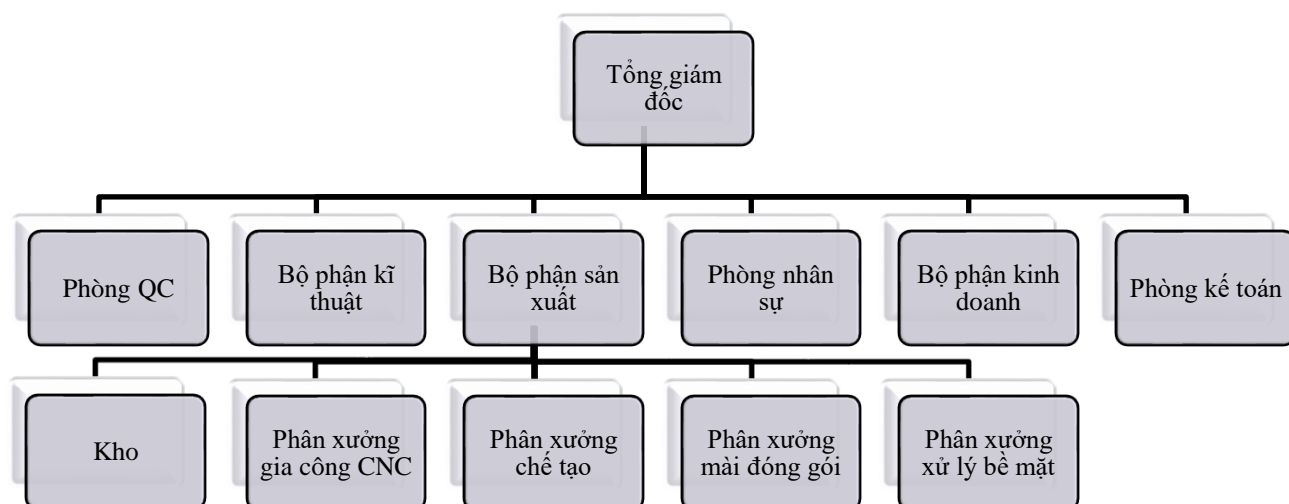 Tổng giám
đốc
Phòng QC
Bộ phận kĩ
thuật
Bộ phận sản
xuất
Phòng nhân
sự
Bộ phận kinh
doanh
Phòng kế toán
Kho
Phân xưởng
gia công CNC
Phân xưởng
chế tạo
Phân xưởng
mài đóng gói
Phân xưởng
xử lý bề mặt